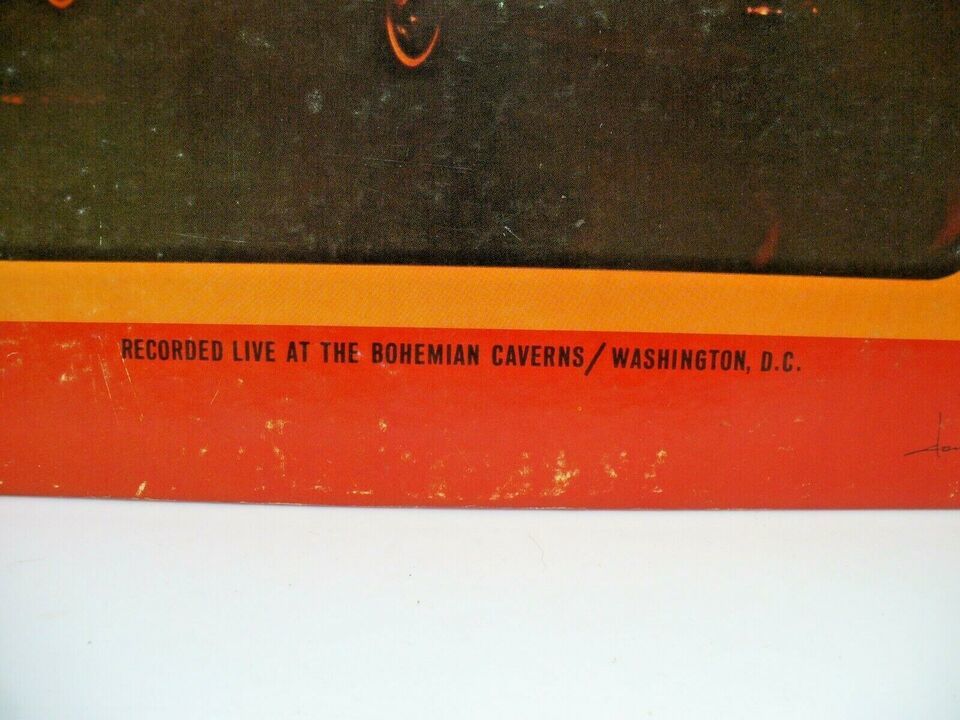 RECORDED LIVE AT THE BOHEMIAN CAVERNS/WASHINGTON, D.C.